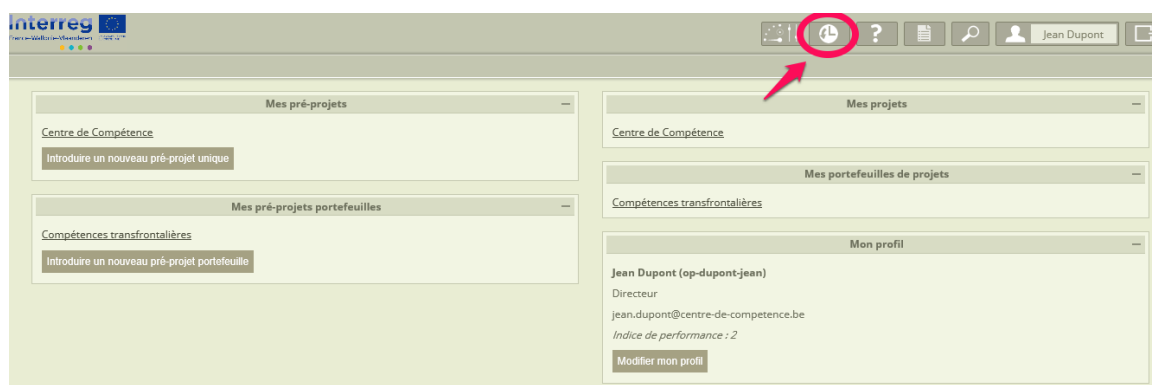 Interreg
France-Wallonie-Vlaanderen
?
Jean Dupont
Mes pré-projets
Centre de Compétence
Introduire un nouveau pré-projet unique
Mes pré-projets portefeuilles
Compétences transfrontalières
Introduire un nouveau pré-projet portefeuille
Mes projets
Centre de Compétence
Mes portefeuilles de projets
Compétences transfrontalières
Mon profil
Jean Dupont (op-dupont-jean)
Directeur
jean.dupont@centre-de-competence.be
Indice de performance : 2
Modifier mon profil